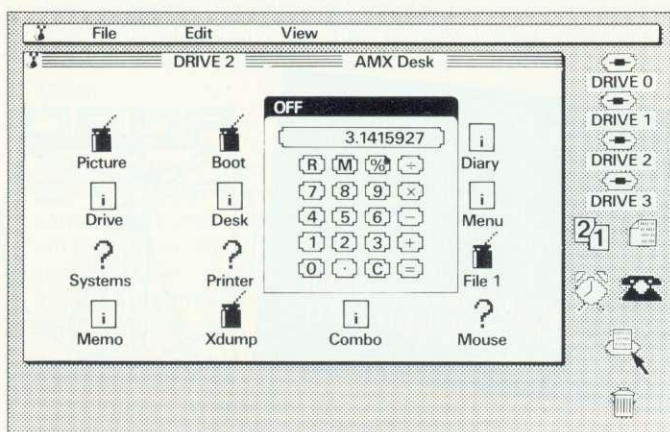 File Edit View
DRIVE 2 AMX Desk
OFF
3.1415927
R M % ÷
7 8 9 ×
4 5 6 −
1 2 3 +
0 · C =
Picture Boot Diary
i i i i
Drive Desk Menu
? ?
Systems Printer File 1
i i ?
Memo Xdump Combo Mouse
DRIVE 0
DRIVE 1
DRIVE 2
DRIVE 3
21